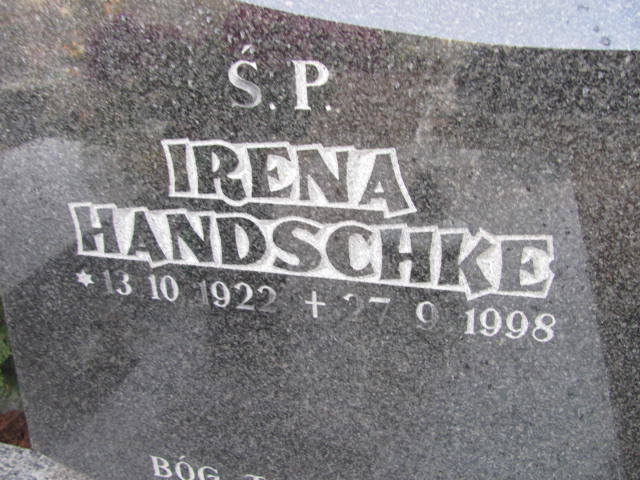 Ś.P.
IRENA
HANDSCHKE
*13 10 1922 + 27 9 1998
BÓG